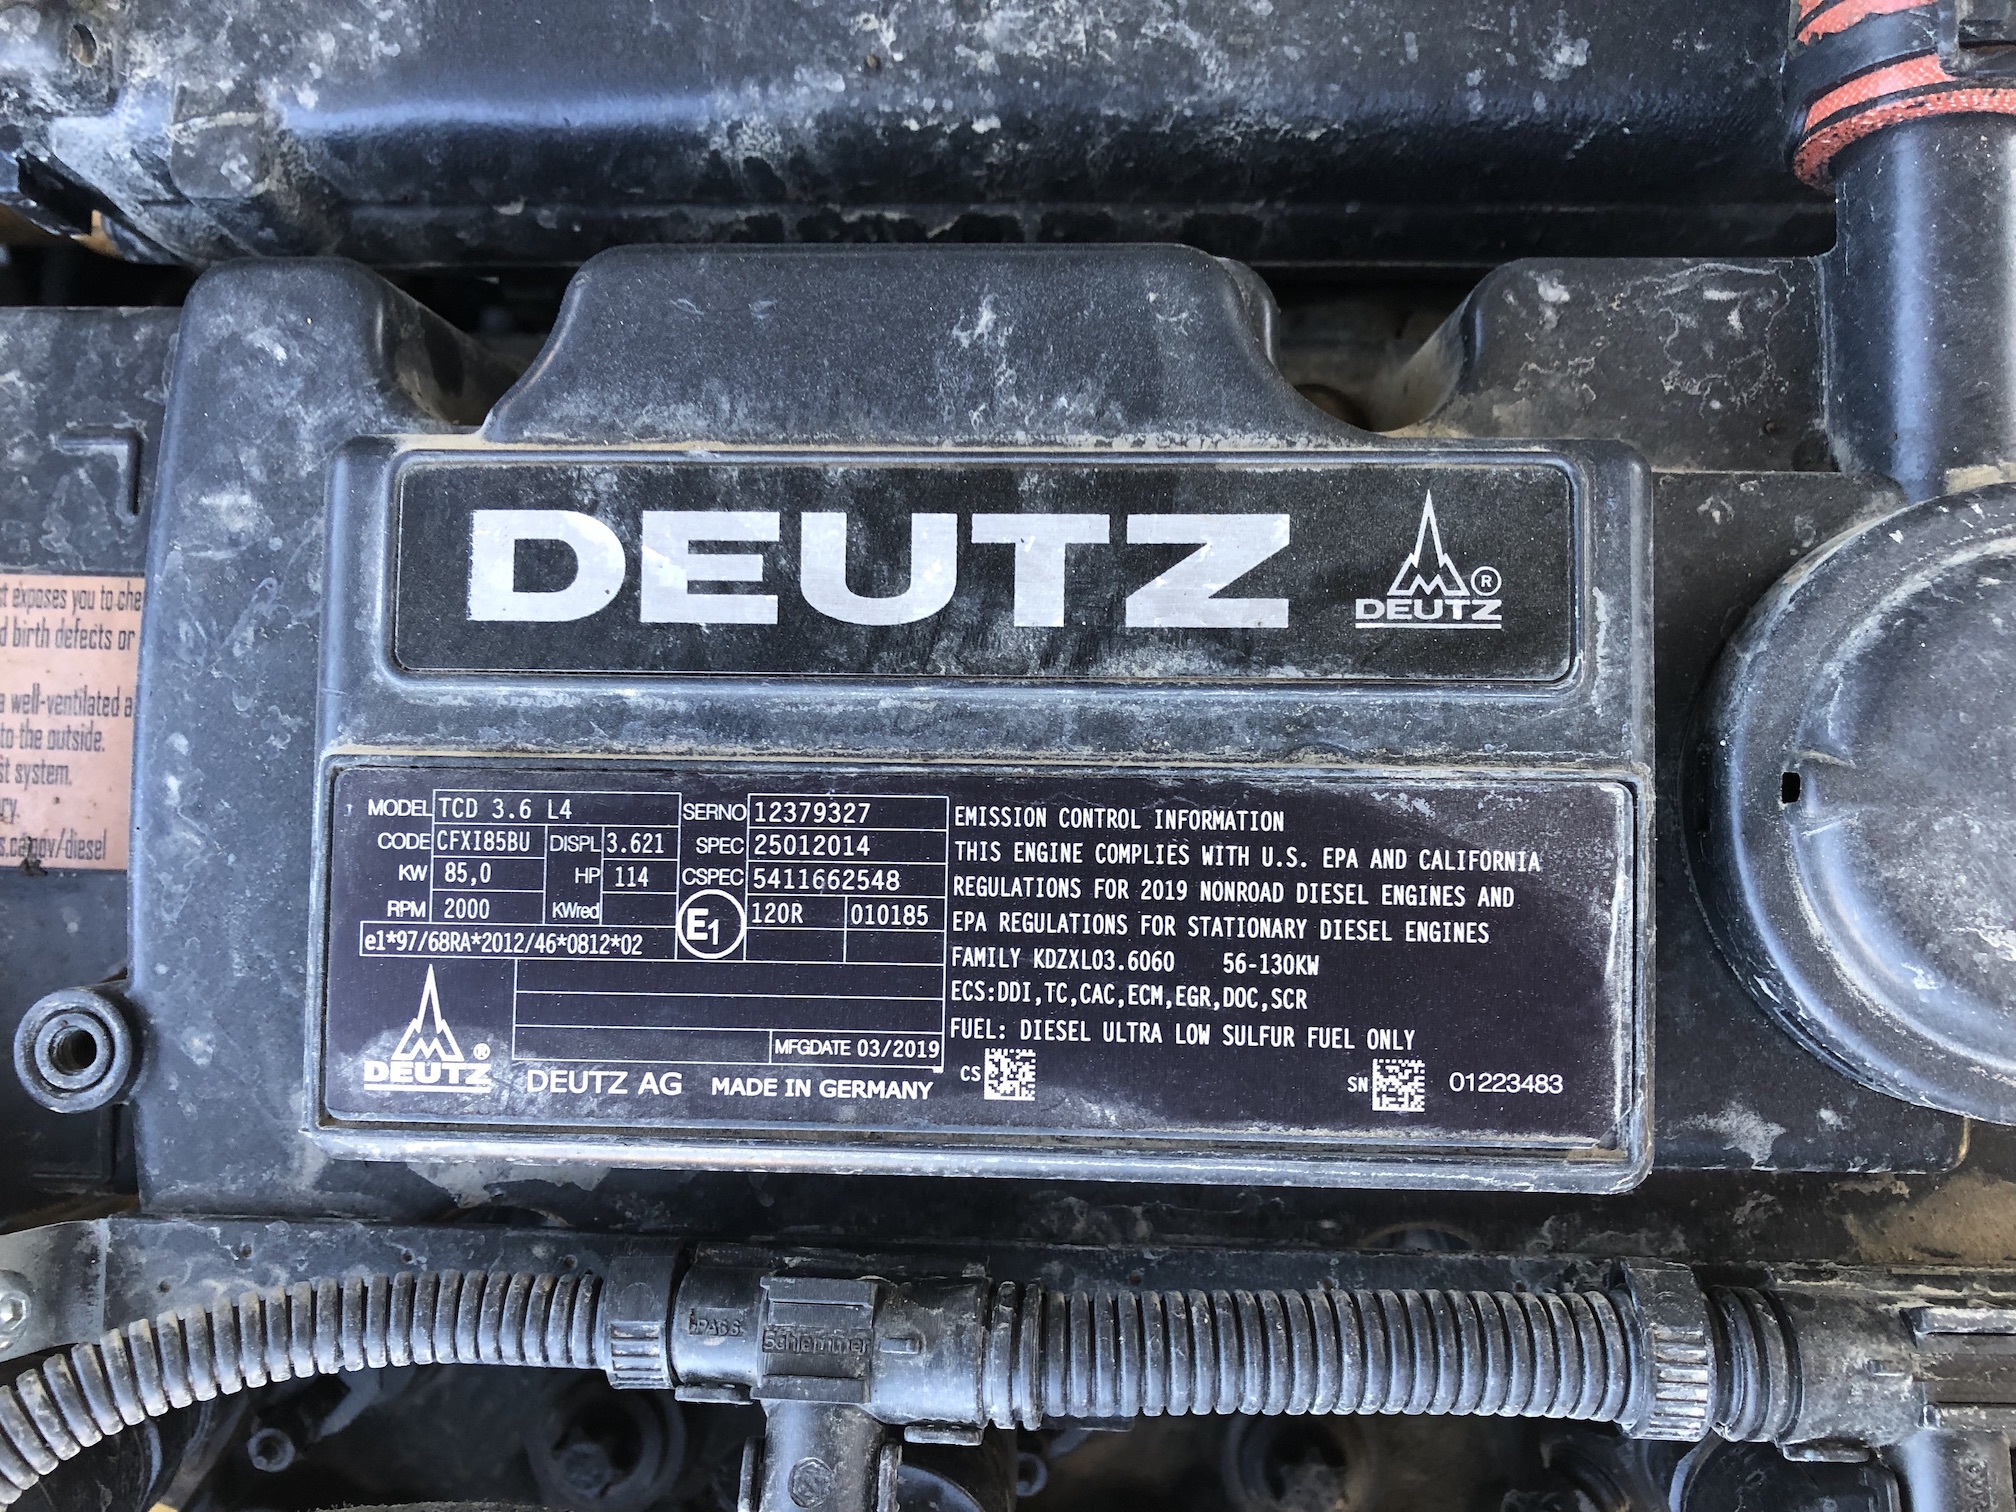 DEUTZ
DEUTZ ®
st exposes you to che
d birth defects or
a well-ventilated a
to the outside.
st system.
cy.
s.ca.gov/diesel
MODEL TCD 3.6 L4
CODE CFXI85BU DISPL 3.621
KW 85,0 HP 114
RPM 2000 KWred
e1*97/68RA*2012/46*0812*02
SERNO 12379327
SPEC 25012014
CSPEC 5411662548
E1 120R 010185
MFGDATE 03/2019
DEUTZ ®
DEUTZ AG MADE IN GERMANY
EMISSION CONTROL INFORMATION
THIS ENGINE COMPLIES WITH U.S. EPA AND CALIFORNIA
REGULATIONS FOR 2019 NONROAD DIESEL ENGINES AND
EPA REGULATIONS FOR STATIONARY DIESEL ENGINES
FAMILY KDZXL03.6060 56-130KW
ECS:DDI,TC,CAC,ECM,EGR,DOC,SCR
FUEL: DIESEL ULTRA LOW SULFUR FUEL ONLY
CS
SN 01223483
Schlemmer